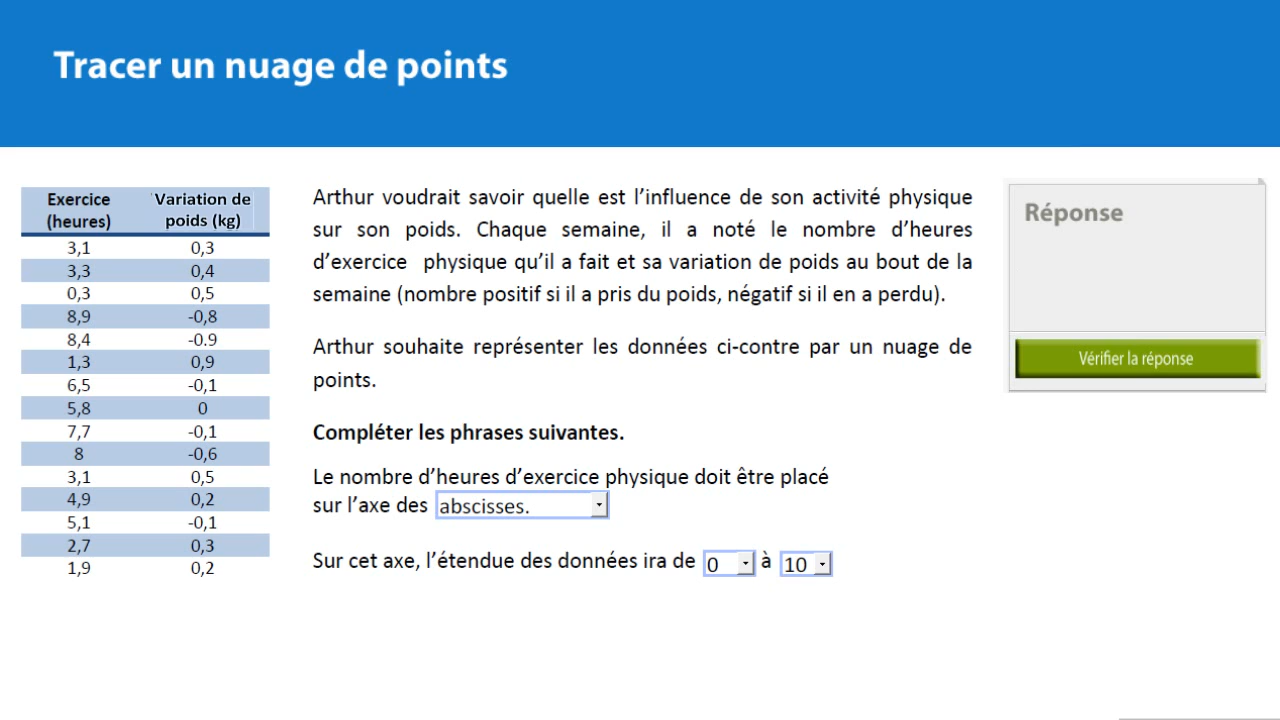 Tracer un nuage de points
Exercice Variation de
(heures) poids (kg)
3,1 0,3
3,3 0,4
0,3 0,5
8,9 -0,8
8,4 -0.9
1,3 0,9
6,5 -0,1
5,8 0
7,7 -0,1
8 -0,6
3,1 0,5
4,9 0,2
5,1 -0,1
2,7 0,3
1,9 0,2
Arthur voudrait savoir quelle est l’influence de son activité physique
sur son poids. Chaque semaine, il a noté le nombre d’heures
d’exercice physique qu’il a fait et sa variation de poids au bout de la
semaine (nombre positif si il a pris du poids, négatif si il en a perdu).
Arthur souhaite représenter les données ci-contre par un nuage de
points.
Compléter les phrases suivantes.
Le nombre d’heures d’exercice physique doit être placé
sur l’axe des abscisses.
Sur cet axe, l’étendue des données ira de 0 à 10
Réponse
Vérifier la réponse